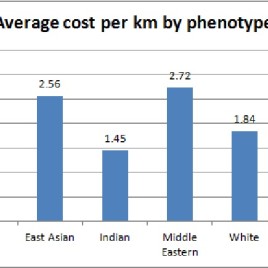 Average cost per km by phenotype
2.56
1.45
2.72
1.84
East Asian
Indian
Middle
Eastern
White